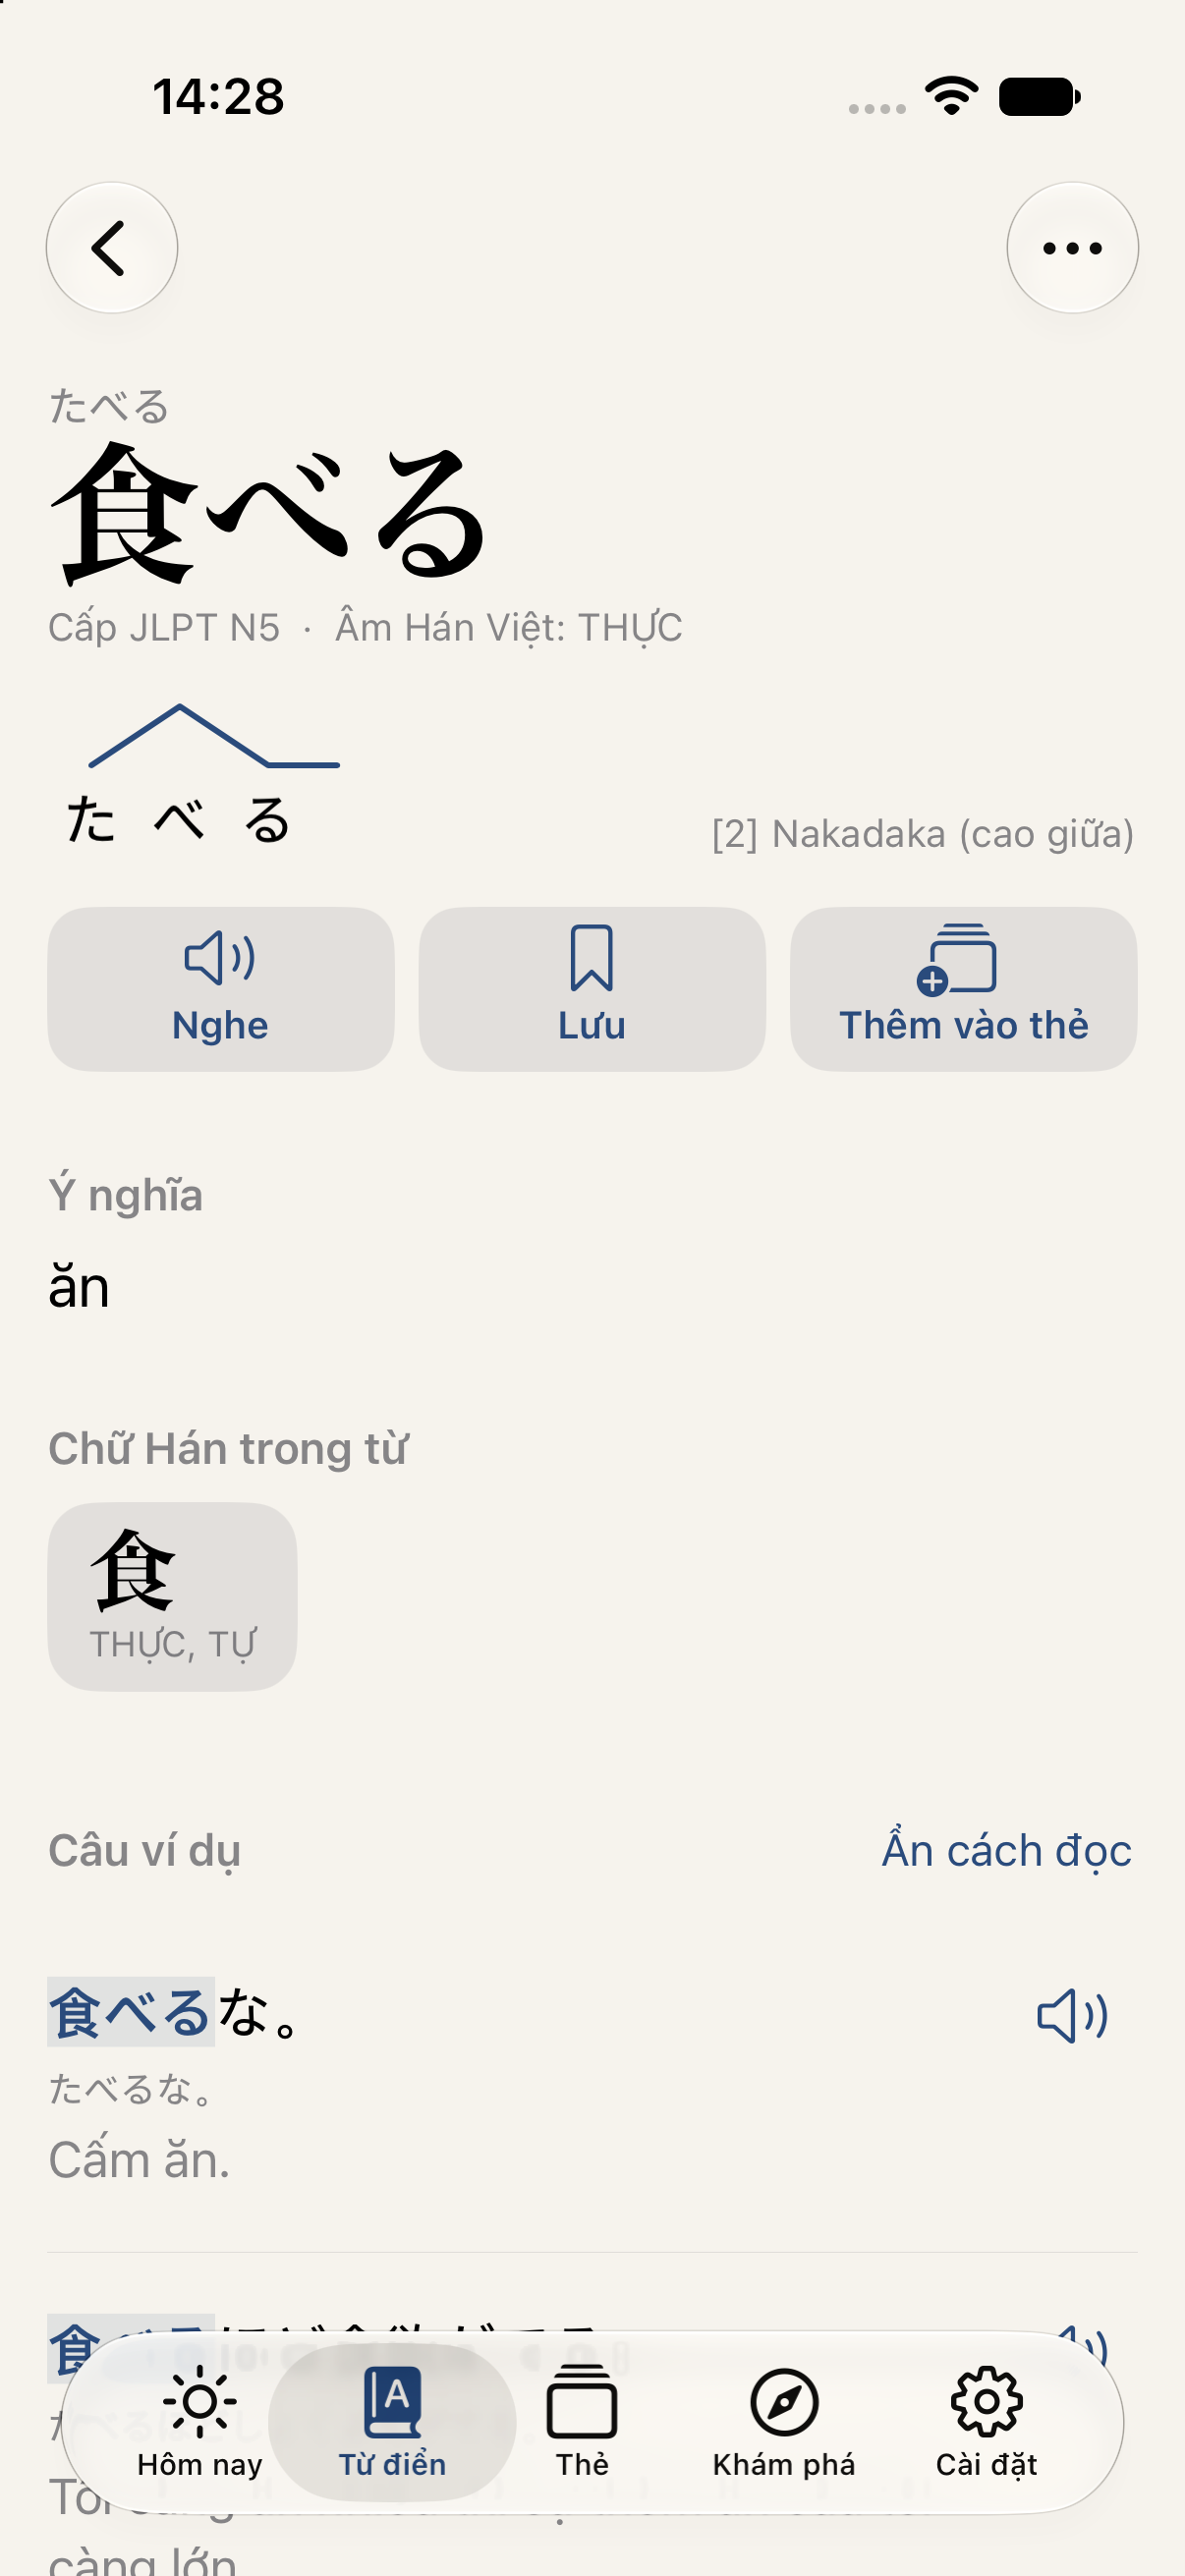 14:28
たべる
食べる
Cấp JLPT N5 · Âm Hán Việt: THỰC
たべる
[2] Nakadaka (cao giữa)
Nghe
Lưu
Thêm vào thẻ
Ý nghĩa
ăn
Chữ Hán trong từ
食
THỰC, TỰ
Câu ví dụ
Ẩn cách đọc
食べるな。
たべるな。
Cấm ăn.
食
Hôm nay
Từ điển
Thẻ
Khám phá
Cài đặt
càng lớn